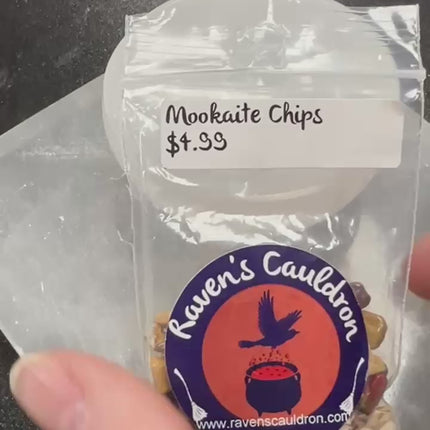 Mookaite Chips
$4.99
Raven's Cauldron
www.ravenscauldron.com